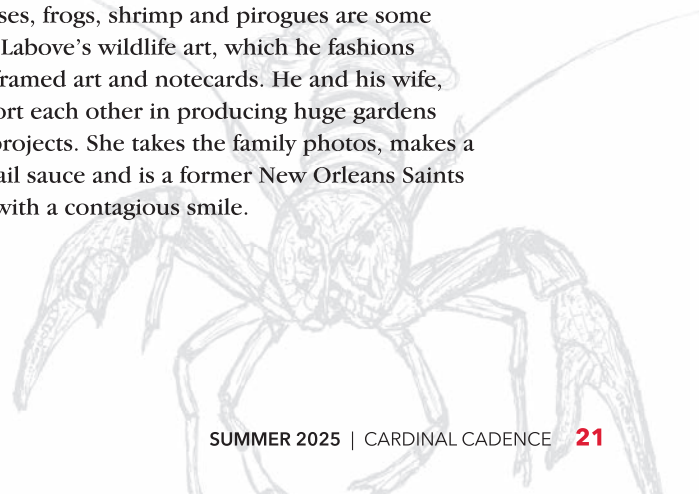 ses, frogs, shrimp and pirogues are some
Labove’s wildlife art, which he fashions
framed art and notecards. He and his wife,
ort each other in producing huge gardens
projects. She takes the family photos, makes a
ail sauce and is a former New Orleans Saints
with a contagious smile.
SUMMER 2025 | CARDINAL CADENCE 21